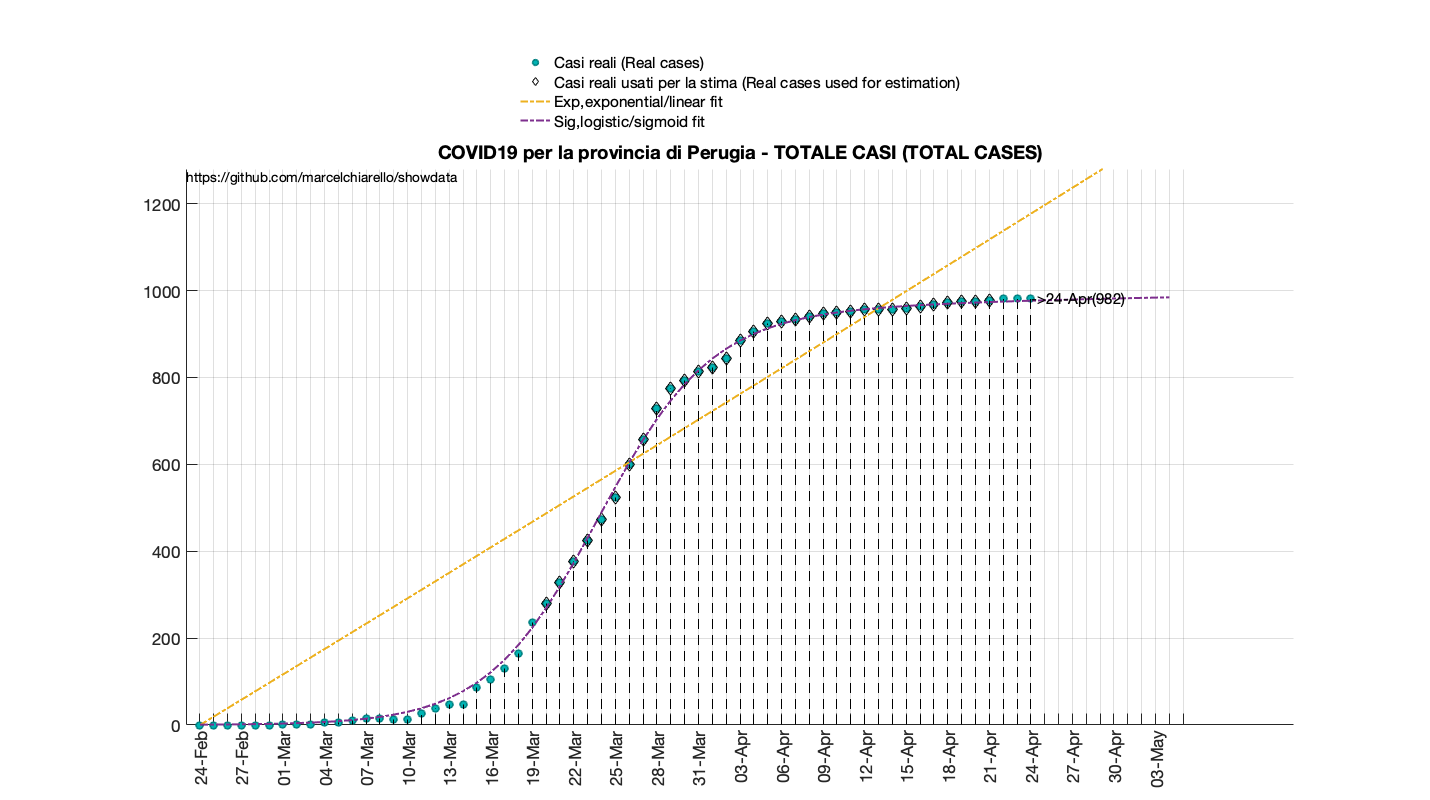 Casi reali (Real cases)
Casi reali usati per la stima (Real cases used for estimation)
Exp,exponential/linear fit
Sig,logistic/sigmoid fit
COVID19 per la provincia di Perugia - TOTALE CASI (TOTAL CASES)
https://github.com/marcelchiarello/showdata
1200
1000
->24-Apr(982)
800
600
400
200
0
24-Feb
27-Feb
01-Mar
04-Mar
07-Mar
10-Mar
13-Mar
16-Mar
19-Mar
22-Mar
25-Mar
28-Mar
31-Mar
03-Apr
06-Apr
09-Apr
12-Apr
15-Apr
18-Apr
21-Apr
24-Apr
27-Apr
30-Apr
03-May